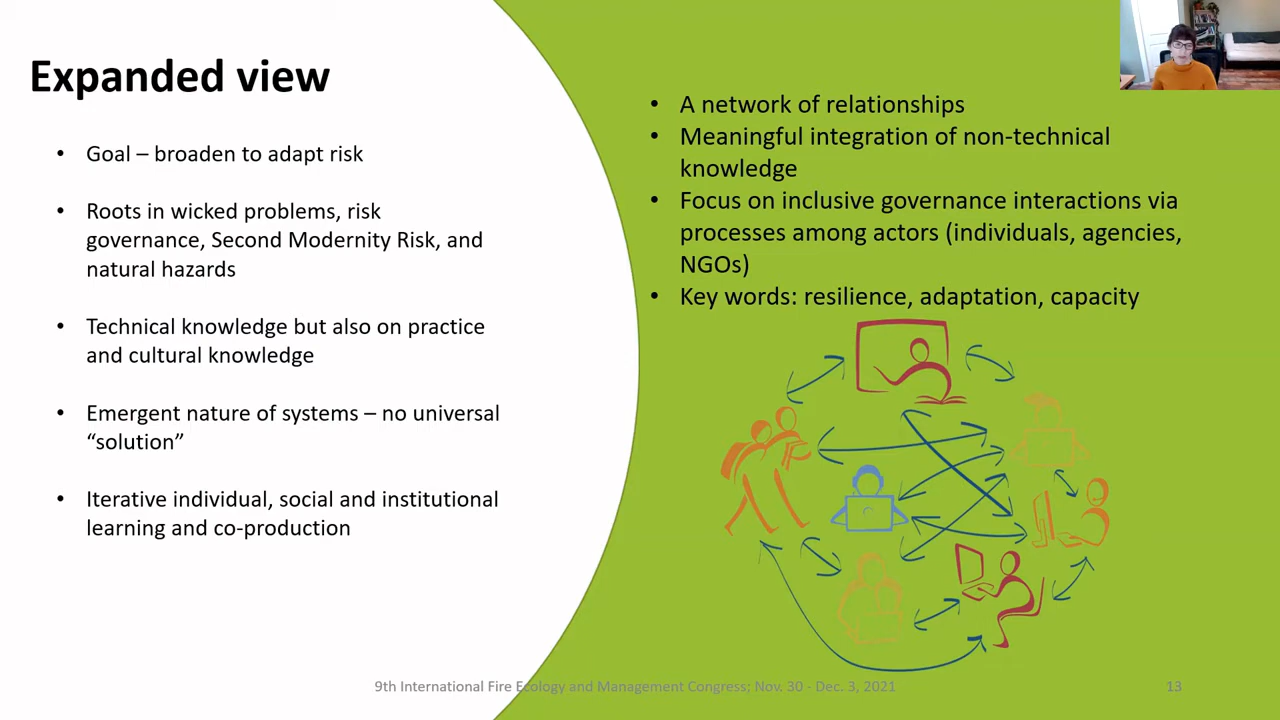 Expanded view
• Goal – broaden to adapt risk
• Roots in wicked problems, risk
governance, Second Modernity Risk, and
natural hazards
• Technical knowledge but also on practice
and cultural knowledge
• Emergent nature of systems – no universal
“solution”
• Iterative individual, social and institutional
learning and co-production
• A network of relationships
• Meaningful integration of non-technical
knowledge
• Focus on inclusive governance interactions via
processes among actors (individuals, agencies,
NGOs)
• Key words: resilience, adaptation, capacity
9th International Fire Ecology and Management Congress; Nov. 30 - Dec. 3, 2021
13